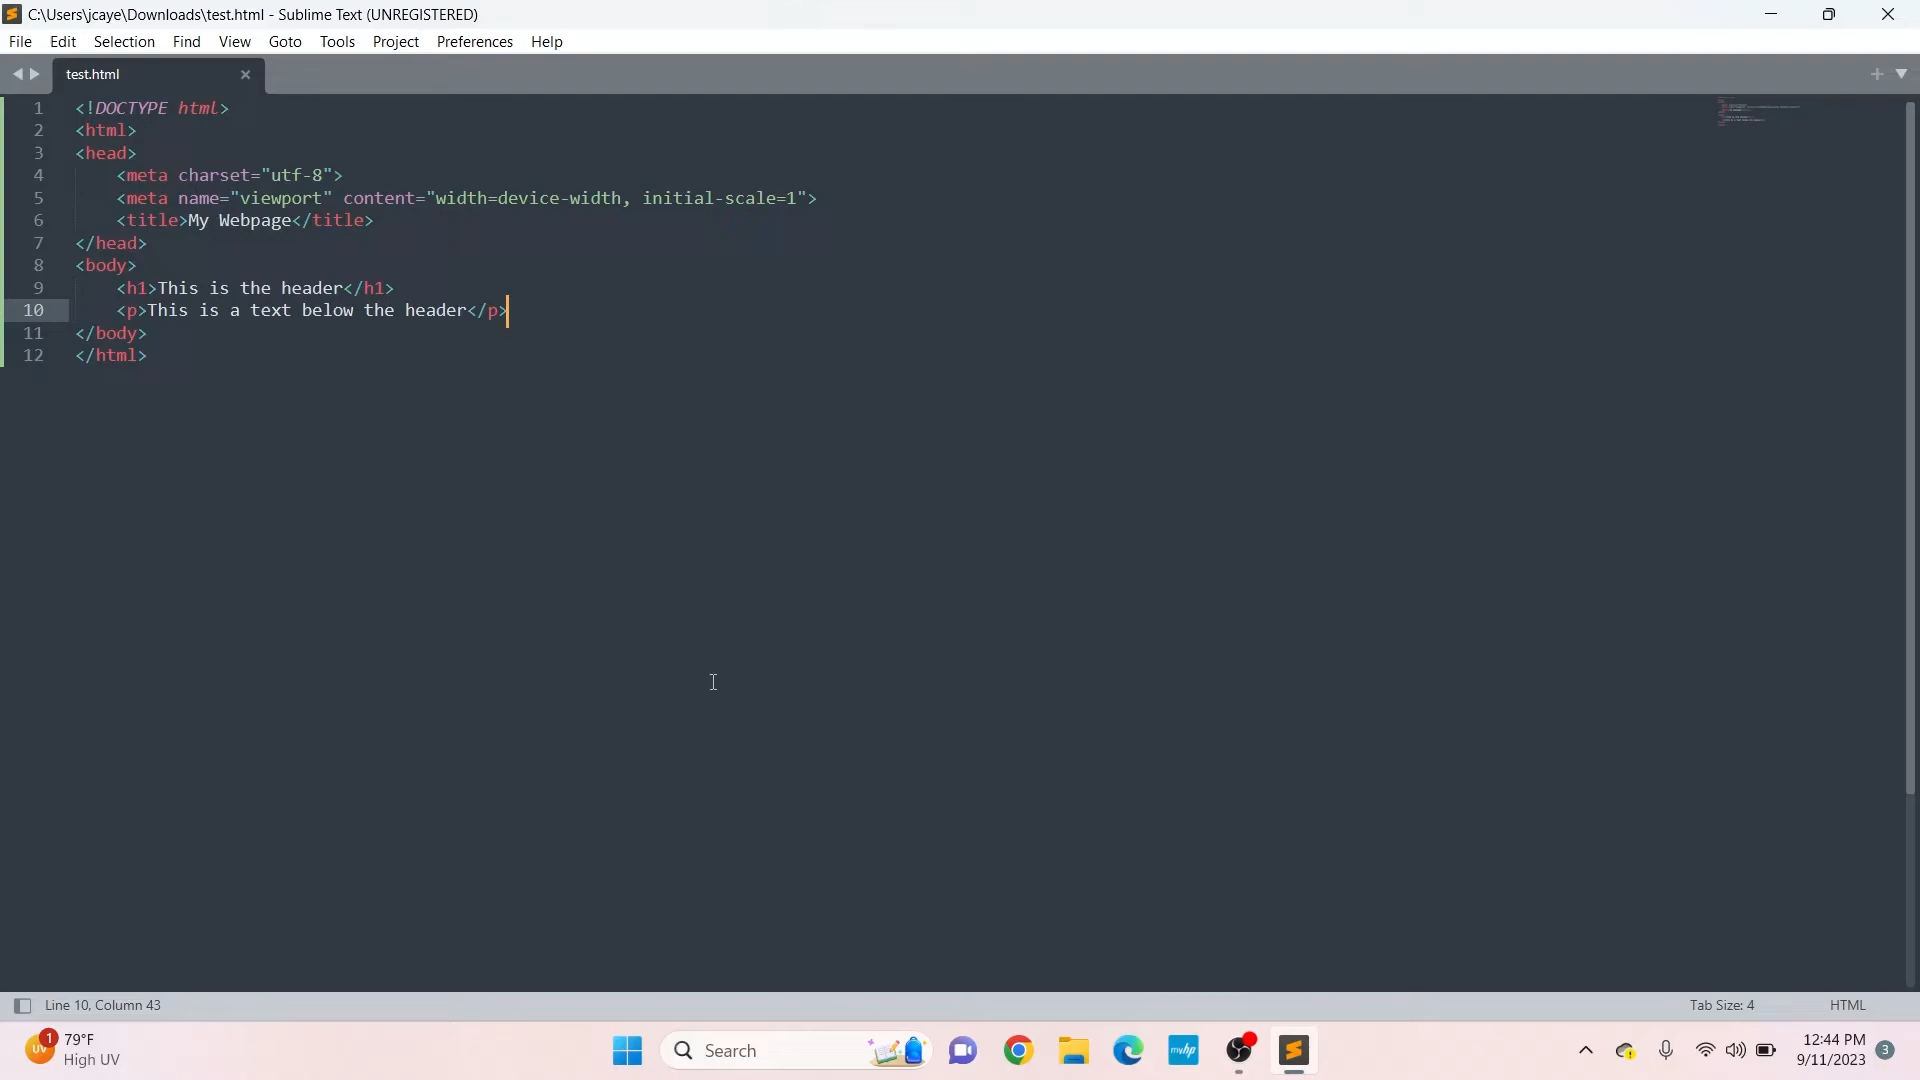 C:\Users\jcaye\Downloads\test.html - Sublime Text (UNREGISTERED)
File Edit Selection Find View Goto Tools Project Preferences Help
test.html
1 <!DOCTYPE html>
2 <html>
3 <head>
4 <meta charset="utf-8">
5 <meta name="viewport" content="width=device-width, initial-scale=1">
6 <title>My Webpage</title>
7 </head>
8 <body>
9 <h1>This is the header</h1>
10 <p>This is a text below the header</p>
11 </body>
12 </html>
Line 10, Column 43 Tab Size: 4 HTML
UV 1 79°F
High UV
Search
myhp
12:44 PM
9/11/2023
3